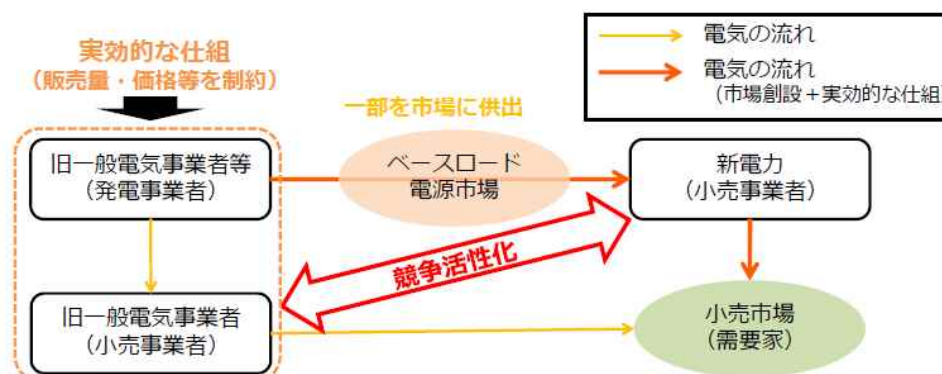 実効的な仕組
（販売量・価格等を制約）
電気の流れ
電気の流れ
（市場創設＋実効的な仕組）
一部を市場に供出
旧一般電気事業者等
（発電事業者）
ベースロード
電源市場
新電力
（小売事業者）
競争活性化
旧一般電気事業者
（小売事業者）
小売市場
（需要家）